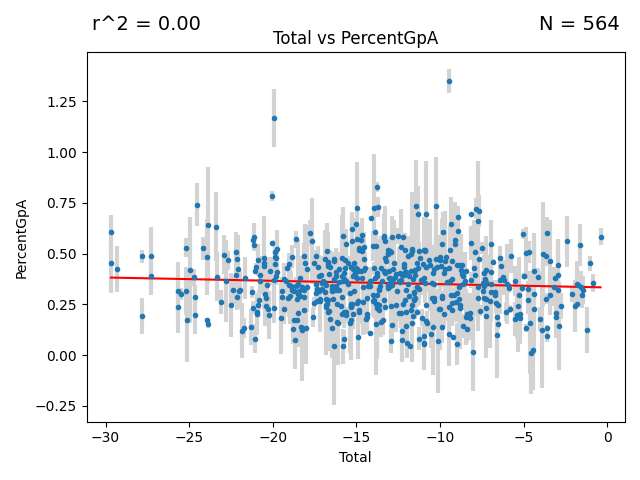 r^2 = 0.00
N = 564
Total vs PercentGpA
PercentGpA
1.25
1.00
0.75
0.50
0.25
0.00
−0.25
−30
−25
−20
−15
−10
−5
0
Total